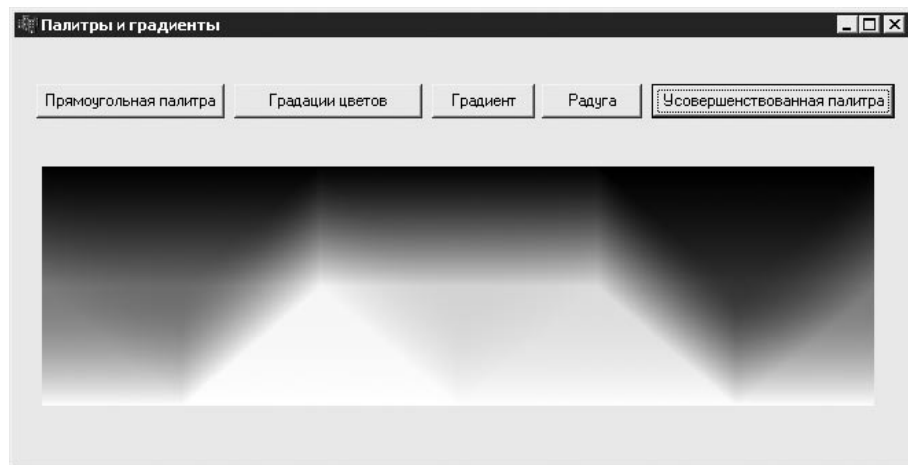 Палитры и градиенты
Прямоугольная палитра Градации цветов Градиент Радуга Усовершенствованная палитра